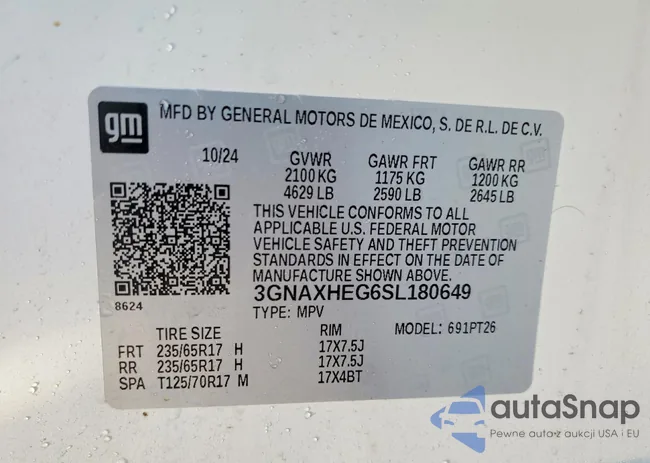 gm MFD BY GENERAL MOTORS DE MEXICO, S. DE R.L. DE C.V.
10/24 GVWR GAWR FRT GAWR RR
2100 KG 1175 KG 1200 KG
4629 LB 2590 LB 2645 LB
THIS VEHICLE CONFORMS TO ALL
APPLICABLE U.S. FEDERAL MOTOR
VEHICLE SAFETY AND THEFT PREVENTION
STANDARDS IN EFFECT ON THE DATE OF
MANUFACTURE SHOWN ABOVE.
8624
3GNAXHEG6SL180649
TYPE: MPV MODEL: 691PT26
TIRE SIZE RIM
FRT 235/65R17 H 17X7.5J
RR 235/65R17 H 17X7.5J
SPA T125/70R17 M 17X4BT
autaSnap
Pewne auta z aukcji USA i EU